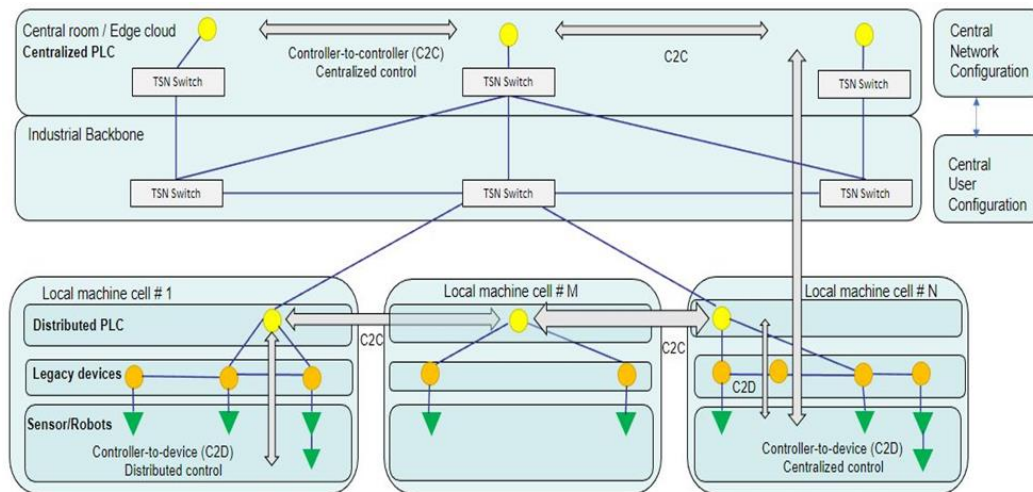 Central room / Edge cloud
Centralized PLC
Controller-to-controller (C2C)
Centralized control
C2C
Central
Network
Configuration
TSN Switch
TSN Switch
TSN Switch
Industrial Backbone
Central
User
Configuration
TSN Switch
TSN Switch
TSN Switch
Local machine cell # 1
Local machine cell # M
Local machine cell # N
Distributed PLC
C2C
C2C
Legacy devices
C2D
Sensor/Robots
Controller-to-device (C2D)
Distributed control
Controller-to-device (C2D)
Centralized control